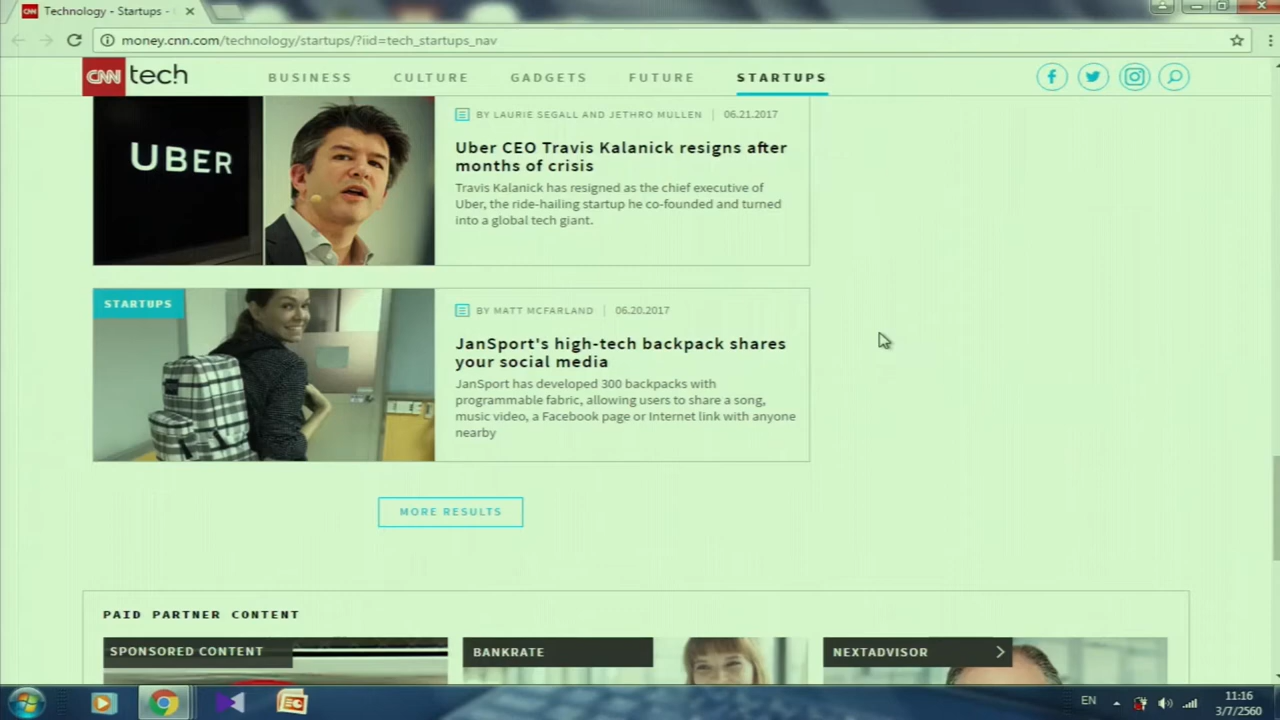 Technology - Startups -
money.cnn.com/technology/startups/?iid=tech_startups_nav
CNN tech
BUSINESS CULTURE GADGETS FUTURE STARTUPS
UBER
BY LAURIE SEGALL AND JETHRO MULLEN | 06.21.2017
Uber CEO Travis Kalanick resigns after
months of crisis
Travis Kalanick has resigned as the chief executive of
Uber, the ride-hailing startup he co-founded and turned
into a global tech giant.
STARTUPS
BY MATT MCFARLAND | 06.20.2017
JanSport's high-tech backpack shares
your social media
JanSport has developed 300 backpacks with
programmable fabric, allowing users to share a song,
music video, a Facebook page or Internet link with anyone
nearby
MORE RESULTS
PAID PARTNER CONTENT
SPONSORED CONTENT
BANKRATE
NEXTADVISOR
EN
11:16
3/7/2560